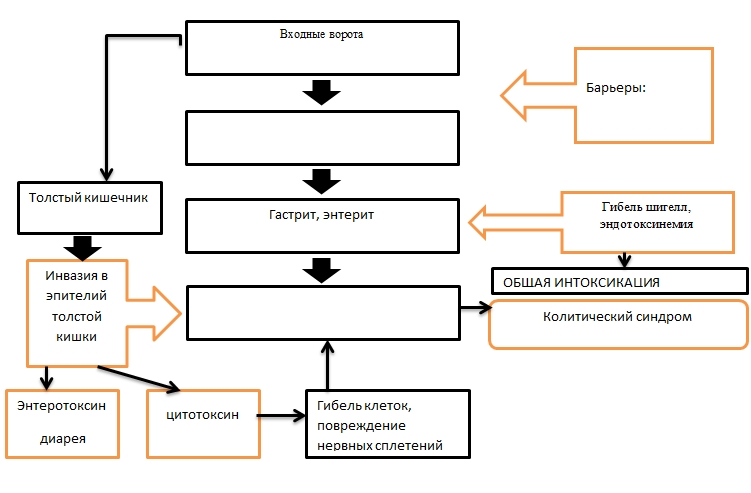 Входные ворота
Барьеры:
Толстый кишечник
Гастрит, энтерит
Гибель шигелл,
эндотоксинемия
Инвазия в
эпителий
толстой
кишки
ОБЩАЯ ИНТОКСИКАЦИЯ
Колитический синдром
Энтеротоксин
диарея
цитотоксин
Гибель клеток,
повреждение
нервных сплетений